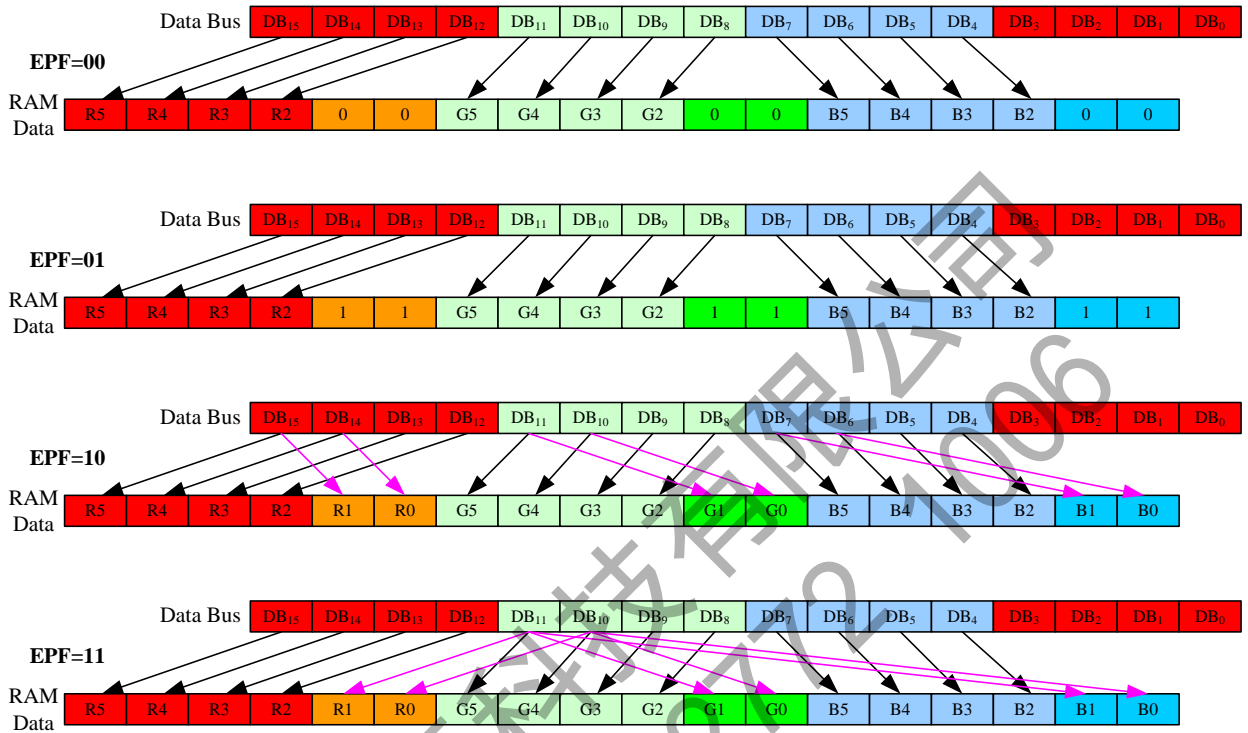 Data Bus DB15 DB14 DB13 DB12 DB11 DB10 DB9 DB8 DB7 DB6 DB5 DB4 DB3 DB2 DB1 DB0
EPF=00
RAM Data R5 R4 R3 R2 0 0 G5 G4 G3 G2 0 0 B5 B4 B3 B2 0 0
Data Bus DB15 DB14 DB13 DB12 DB11 DB10 DB9 DB8 DB7 DB6 DB5 DB4 DB3 DB2 DB1 DB0
EPF=01
RAM Data R5 R4 R3 R2 1 1 G5 G4 G3 G2 1 1 B5 B4 B3 B2 1 1
Data Bus DB15 DB14 DB13 DB12 DB11 DB10 DB9 DB8 DB7 DB6 DB5 DB4 DB3 DB2 DB1 DB0
EPF=10
RAM Data R5 R4 R3 R2 R1 R0 G5 G4 G3 G2 G1 G0 B5 B4 B3 B2 B1 B0
Data Bus DB15 DB14 DB13 DB12 DB11 DB10 DB9 DB8 DB7 DB6 DB5 DB4 DB3 DB2 DB1 DB0
EPF=11
RAM Data R5 R4 R3 R2 R1 R0 G5 G4 G3 G2 G1 G0 B5 B4 B3 B2 B1 B0
科技有限公司
772 1006